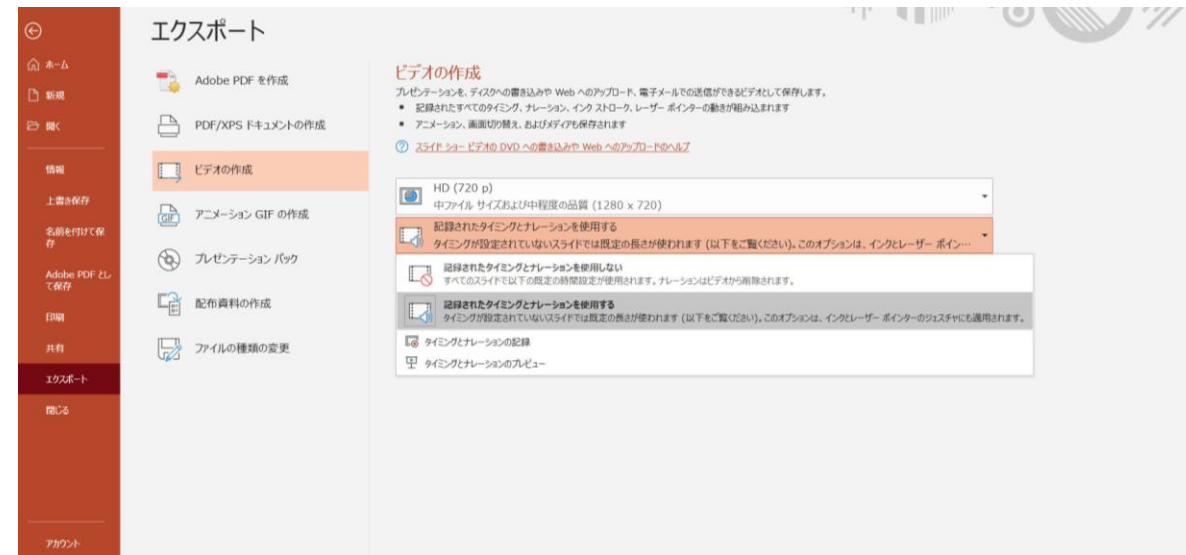 エクスポート
ホーム
新規
開く
情報
上書き保存
名前を付けて保
存
Adobe PDF とし
て保存
印刷
共有
エクスポート
閉じる
アカウント
Adobe PDF を作成
PDF/XPS ドキュメントの作成
ビデオの作成
GIF
アニメーション GIF の作成
プレゼンテーション パック
配布資料の作成
ファイルの種類の変更
ビデオの作成
プレゼンテーションを、ディスクへの書き込みや Web へのアップロード、電子メールでの送信ができるビデオとして保存します。
記録されたすべてのタイミング、ナレーション、インク ストローク、レーザー ポインターの動きが組み込まれます
アニメーション、画面切り替え、およびメディアも保存されます
スライド ショー ビデオの DVD への書き込みや Web へのアップロードのヘルプ
HD (720 p)
中ファイル サイズおよび中程度の品質 (1280 x 720)
記録されたタイミングとナレーションを使用する
タイミングが設定されていないスライドでは既定の長さが使われます (以下をご覧ください)。このオプションは、インクとレーザー ポイン…
記録されたタイミングとナレーションを使用しない
すべてのスライドで以下の既定の時間設定が使用されます。ナレーションはビデオから削除されます。
記録されたタイミングとナレーションを使用する
タイミングが設定されていないスライドでは既定の長さが使われます (以下をご覧ください)。このオプションは、インクとレーザー ポインターのジェスチャにも適用されます。
タイミングとナレーションの記録
タイミングとナレーションのプレビュー